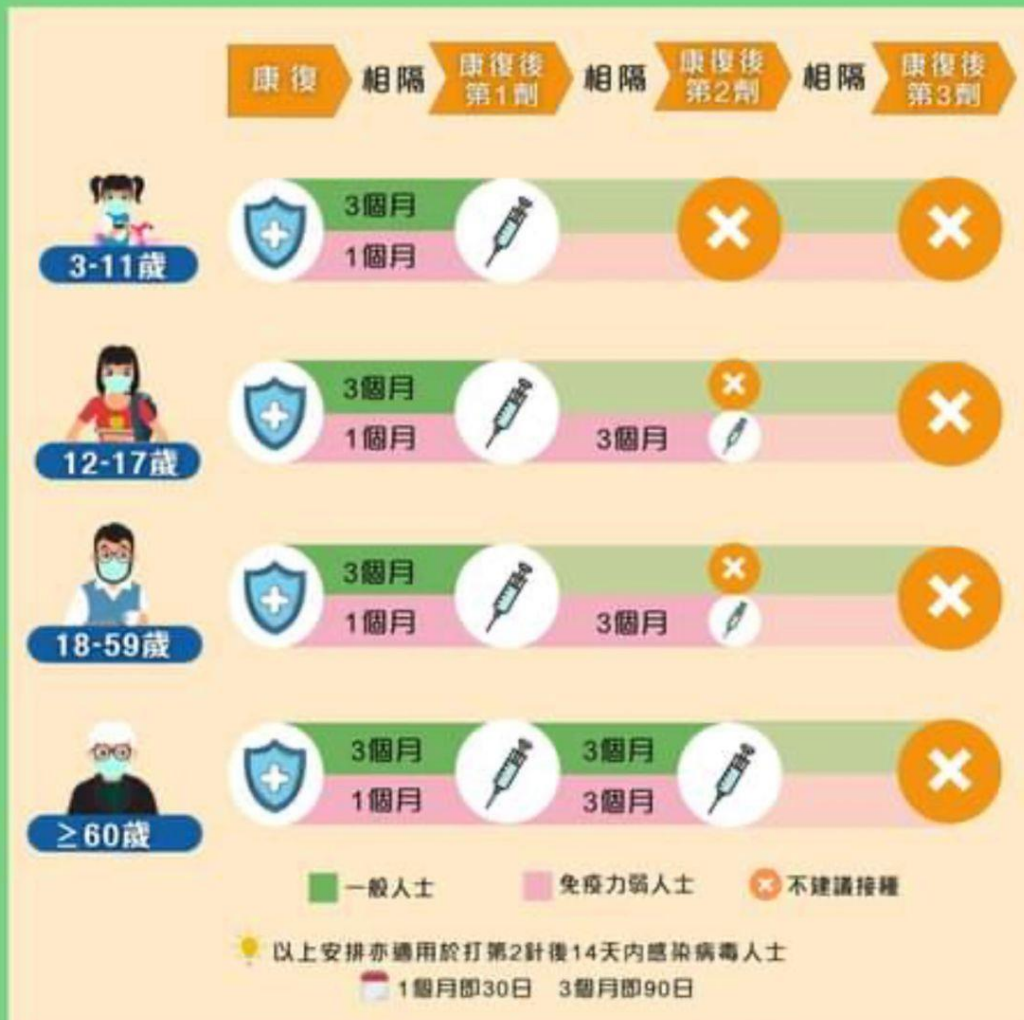 康復 相隔 康復後 第1劑 相隔 康復後 第2劑 相隔 康復後 第3劑
3個月
1個月
3-11歲
3個月
1個月 3個月
12-17歲
3個月
1個月 3個月
18-59歲
3個月 3個月
1個月 3個月
≥60歲
一般人士 免疫力弱人士 不建議接種
以上安排亦適用於打第2針後14天內感染病毒人士
1個月即30日 3個月即90日